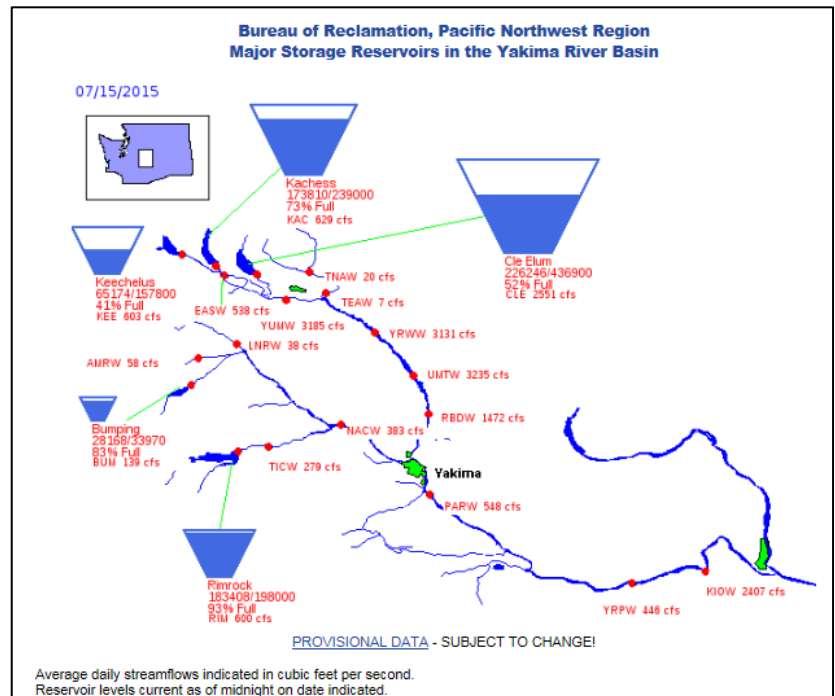 Bureau of Reclamation, Pacific Northwest Region
Major Storage Reservoirs in the Yakima River Basin
07/15/2015
Kachess
173810/239000
73% Full
KAC 629 cfs
Cle Elum
226246/436900
52% Full
CLE 2551 cfs
Keechelus
65174/157800
41% Full
KEE 603 cfs
TNAW 20 cfs
TEAW 7 cfs
EASW 538 cfs
YUMW 3185 cfs
YRWW 3131 cfs
LNRW 38 cfs
AMRW 58 cfs
UMTW 3235 cfs
RBDW 1472 cfs
Bumping
28168/33970
83% Full
BUM 139 cfs
NACW 383 cfs
TICW 279 cfs
Yakima
PARW 548 cfs
Rimrock
183408/198000
93% Full
RIM 600 cfs
KIOW 2407 cfs
YRPW 446 cfs
PROVISIONAL DATA - SUBJECT TO CHANGE!
Average daily streamflows indicated in cubic feet per second.
Reservoir levels current as of midnight on date indicated.